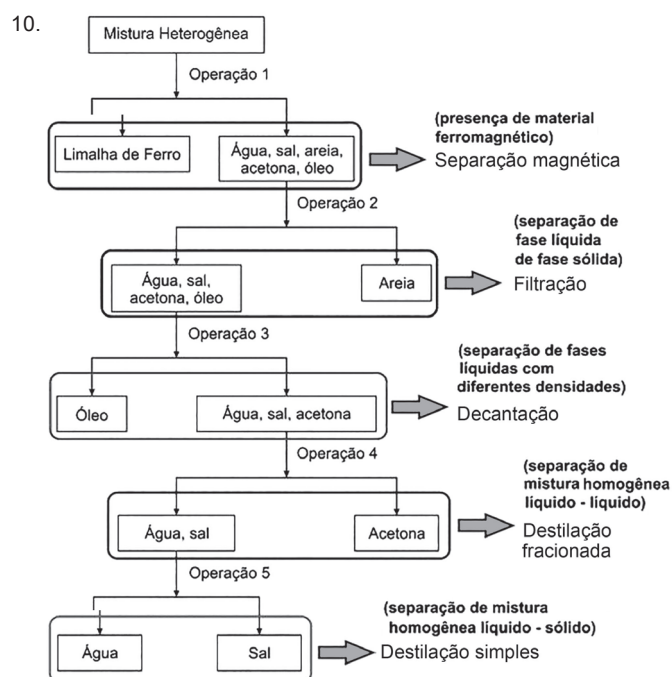 10.
Mistura Heterogênea
Operação 1
Limalha de Ferro
Água, sal, areia,
acetona, óleo
(presença de material
ferromagnético)
Separação magnética
Operação 2
Água, sal,
acetona, óleo
Areia
(separação de
fase líquida
de fase sólida)
Filtração
Operação 3
Óleo
Água, sal, acetona
(separação de fases
líquidas com
diferentes densidades)
Decantação
Operação 4
Água, sal
Acetona
(separação de
mistura homogênea
líquido - líquido)
Destilação
fracionada
Operação 5
Água
Sal
(separação de mistura
homogênea líquido - sólido)
Destilação simples